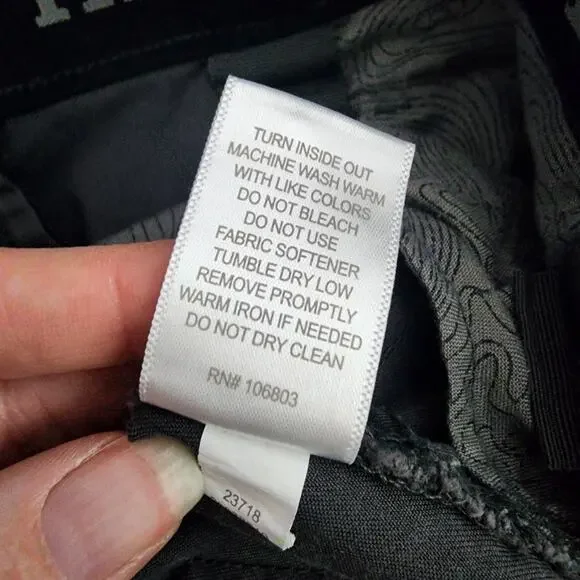 TURN INSIDE OUT
MACHINE WASH WARM
WITH LIKE COLORS
DO NOT BLEACH
DO NOT USE
FABRIC SOFTENER
TUMBLE DRY LOW
REMOVE PROMPTLY
WARM IRON IF NEEDED
DO NOT DRY CLEAN
RN# 106803
23718